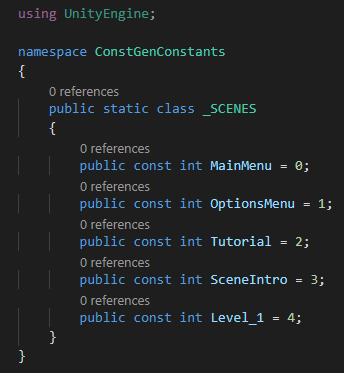 using UnityEngine;
namespace ConstGenConstants
{
0 references
public static class _SCENES
{
0 references
public const int MainMenu = 0;
0 references
public const int OptionsMenu = 1;
0 references
public const int Tutorial = 2;
0 references
public const int SceneIntro = 3;
0 references
public const int Level_1 = 4;
}
}